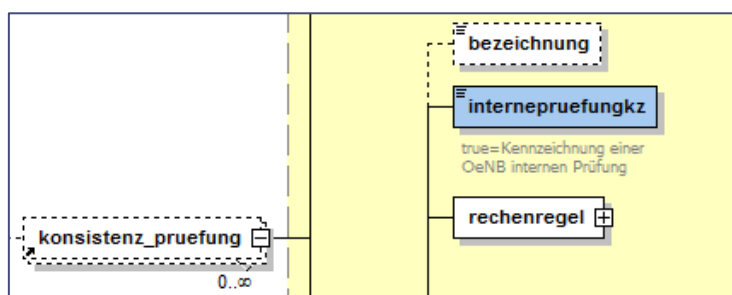 bezeichnung
internepruefungkz
true=Kennzeichnung einer
OeNB internen Prüfung
rechenregel
konsistenz_pruefung
0..∞